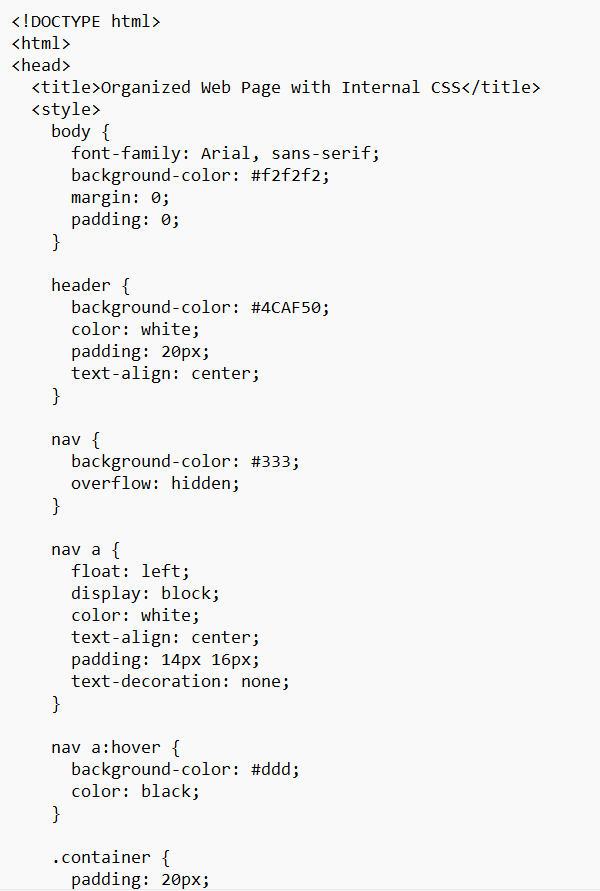 <!DOCTYPE html>
<html>
<head>
  <title>Organized Web Page with Internal CSS</title>
  <style>
    body {
      font-family: Arial, sans-serif;
      background-color: #f2f2f2;
      margin: 0;
      padding: 0;
    }

    header {
      background-color: #4CAF50;
      color: white;
      padding: 20px;
      text-align: center;
    }

    nav {
      background-color: #333;
      overflow: hidden;
    }

    nav a {
      float: left;
      display: block;
      color: white;
      text-align: center;
      padding: 14px 16px;
      text-decoration: none;
    }

    nav a:hover {
      background-color: #ddd;
      color: black;
    }

    .container {
      padding: 20px;